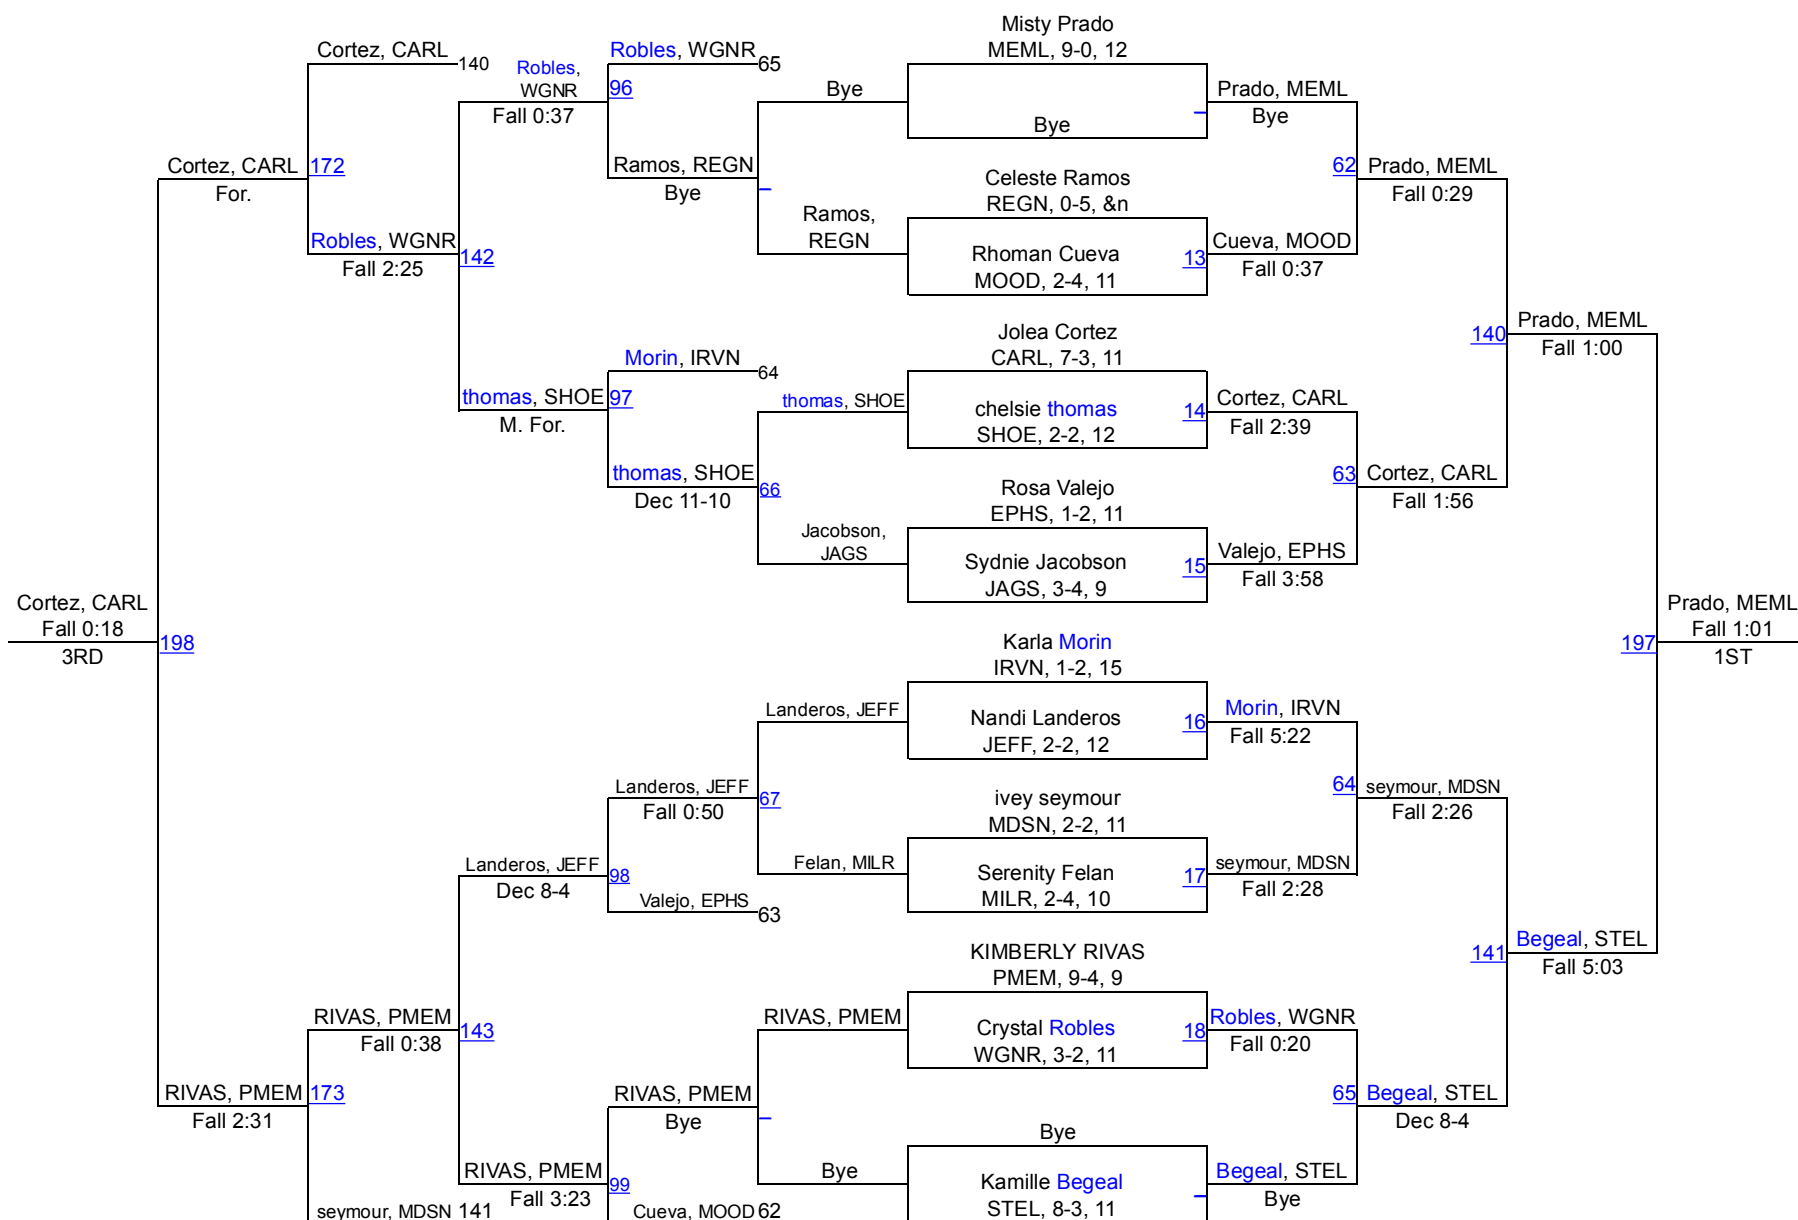 Misty Prado
MEML, 9-0, 12
Cortez, CARL
140
Robles,
WGNR
Fall 0:37
Robles, WGNR
65
96
Bye
Bye
Prado, MEML
Bye
Cortez, CARL
For.
172
Ramos, REGN
Bye
Celeste Ramos
REGN, 0-5, &n
62
Prado, MEML
Fall 0:29
Robles, WGNR
Fall 2:25
142
Ramos,
REGN
Rhoman Cueva
MOOD, 2-4, 11
13
Cueva, MOOD
Fall 0:37
Jolea Cortez
CARL, 7-3, 11
140
Prado, MEML
Fall 1:00
Morin, IRVN
64
thomas, SHOE
M. For.
97
thomas, SHOE
chelsie thomas
SHOE, 2-2, 12
14
Cortez, CARL
Fall 2:39
thomas, SHOE
Dec 11-10
66
Rosa Valejo
EPHS, 1-2, 11
63
Cortez, CARL
Fall 1:56
Jacobson,
JAGS
Sydnie Jacobson
JAGS, 3-4, 9
15
Valejo, EPHS
Fall 3:58
Cortez, CARL
Fall 0:18
3RD
198
Karla Morin
IRVN, 1-2, 15
197
Prado, MEML
Fall 1:01
1ST
Landeros, JEFF
Nandi Landeros
JEFF, 2-2, 12
16
Morin, IRVN
Fall 5:22
Landeros, JEFF
Fall 0:50
67
ivey seymour
MDSN, 2-2, 11
64
seymour, MDSN
Fall 2:26
Landeros, JEFF
Dec 8-4
98
Felan, MILR
Serenity Felan
MILR, 2-4, 10
17
seymour, MDSN
Fall 2:28
Valejo, EPHS
63
KIMBERLY RIVAS
PMEM, 9-4, 9
141
Begeal, STEL
Fall 5:03
RIVAS, PMEM
Fall 0:38
143
RIVAS, PMEM
Crystal Robles
WGNR, 3-2, 11
18
Robles, WGNR
Fall 0:20
RIVAS, PMEM
Fall 2:31
173
RIVAS, PMEM
Bye
Bye
65
Begeal, STEL
Dec 8-4
RIVAS, PMEM
Fall 3:23
99
Bye
Kamille Begeal
STEL, 8-3, 11
Begeal, STEL
Bye
seymour, MDSN 141
Cueva, MOOD 62